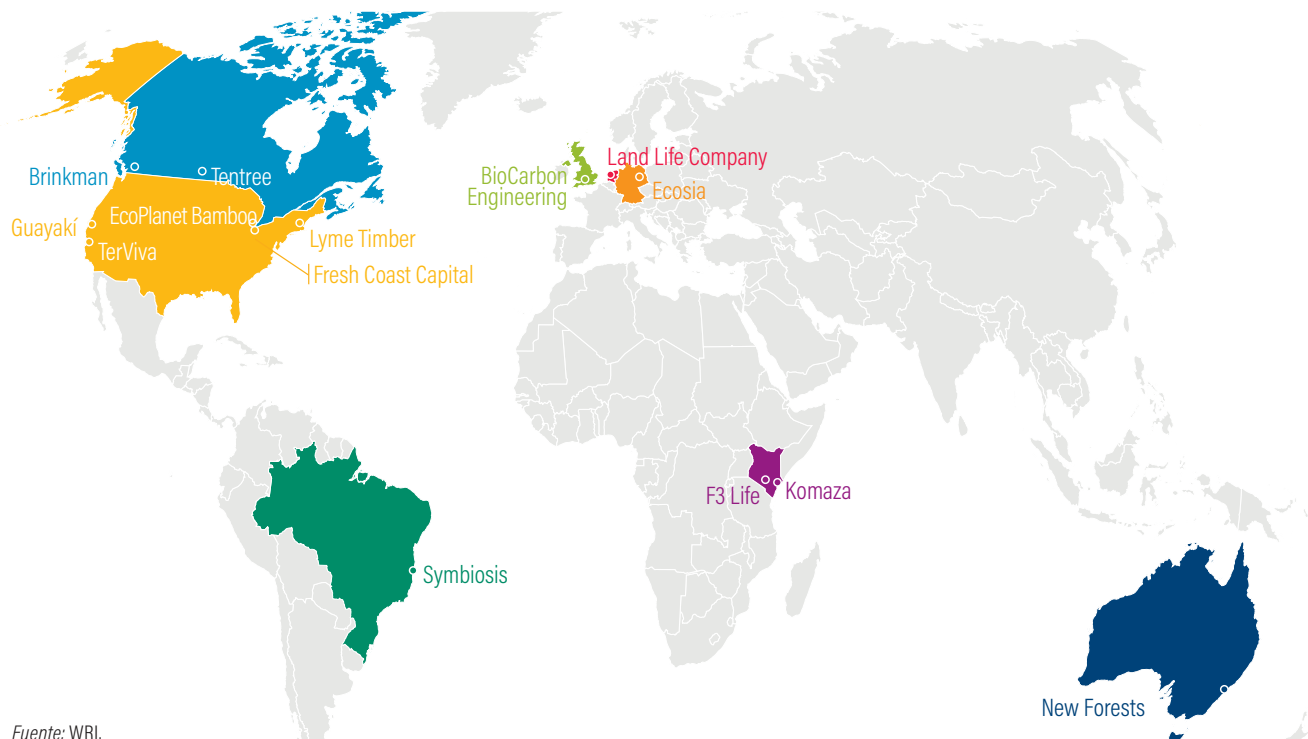 Land Life Company
BioCarbon
Engineering
Brinkman
Tentree
Ecosia
EcoPlanet Bamboo
Guayakí
Lyme Timber
TerViva
Fresh Coast Capital
F3 Life
Komaza
Symbiosis
New Forests
Fuente: WRI.